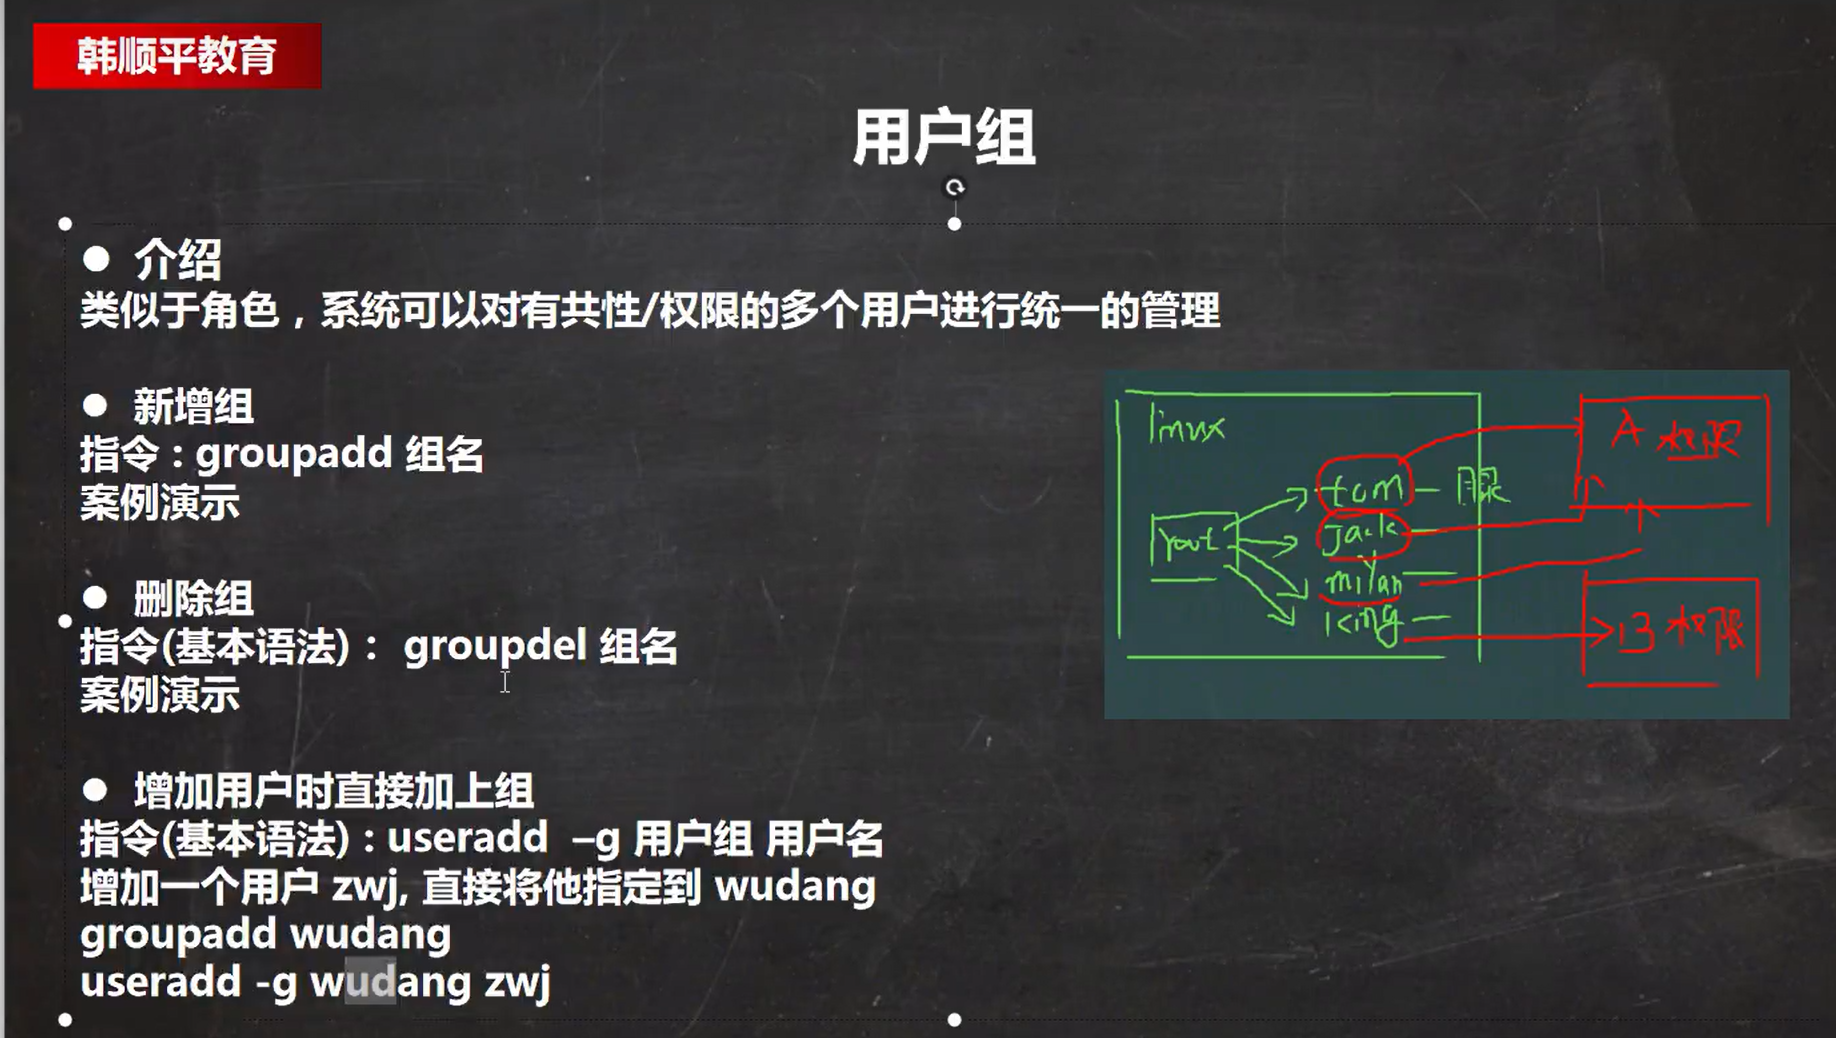 韩顺平教育
用户组
● 介绍
类似于角色，系统可以对有共性/权限的多个用户进行统一的管理
● 新增组
指令：groupadd 组名
案例演示
● 删除组
指令(基本语法)： groupdel 组名
案例演示
● 增加用户时直接加上组
指令(基本语法)：useradd –g 用户组 用户名
增加一个用户 zwj, 直接将他指定到 wudang
groupadd wudang
useradd -g wudang zwj
linux
A 权限
tom
Jack
milan
king
B 权限